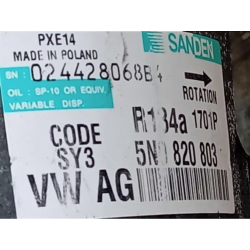 PXE14
SANDEN
MADE IN POLAND
SN: 024428068B4
OIL: SP-10 OR EQUIV.
VARIABLE DISP.
ROTATION
R134a 1701P
CODE
SY3
5N0 820 803
VW AG